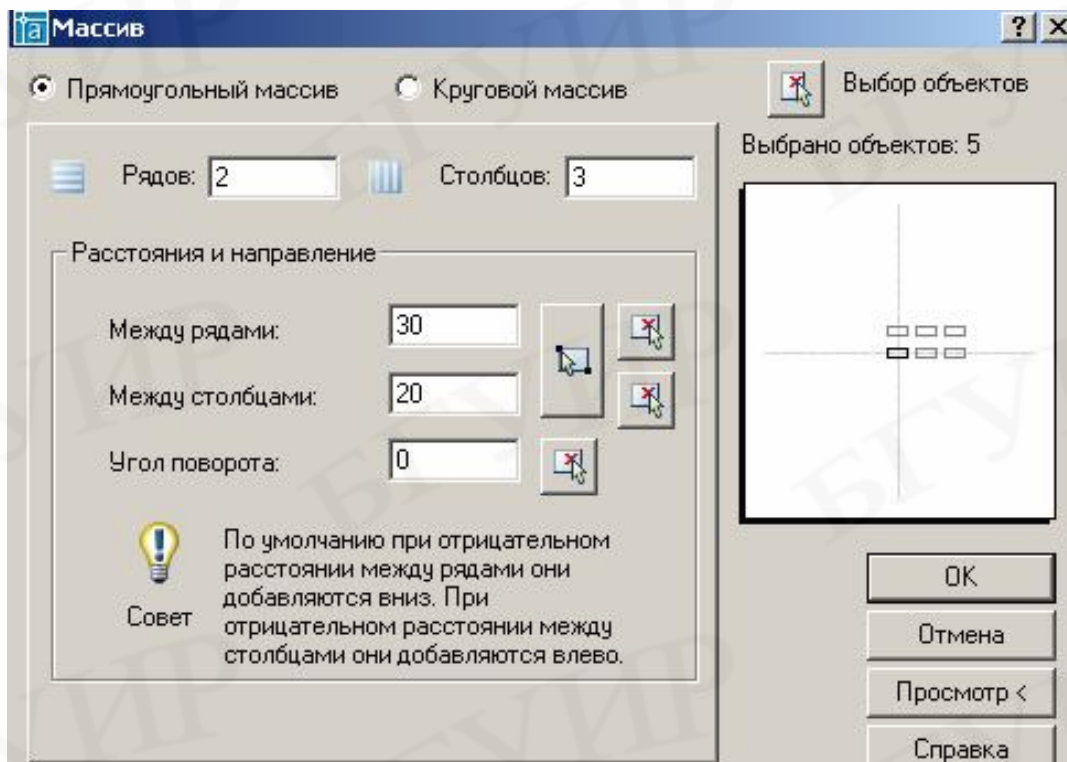 Массив
Прямоугольный массив Круговой массив Выбор объектов
Выбрано объектов: 5
Рядов: 2 Столбцов: 3
Расстояния и направление
Между рядами: 30
Между столбцами: 20
Угол поворота: 0
По умолчанию при отрицательном
расстоянии между рядами они
добавляются вниз. При
отрицательном расстоянии между
столбцами они добавляются влево.
Совет
OK
Отмена
Просмотр <
Справка
БГУИР